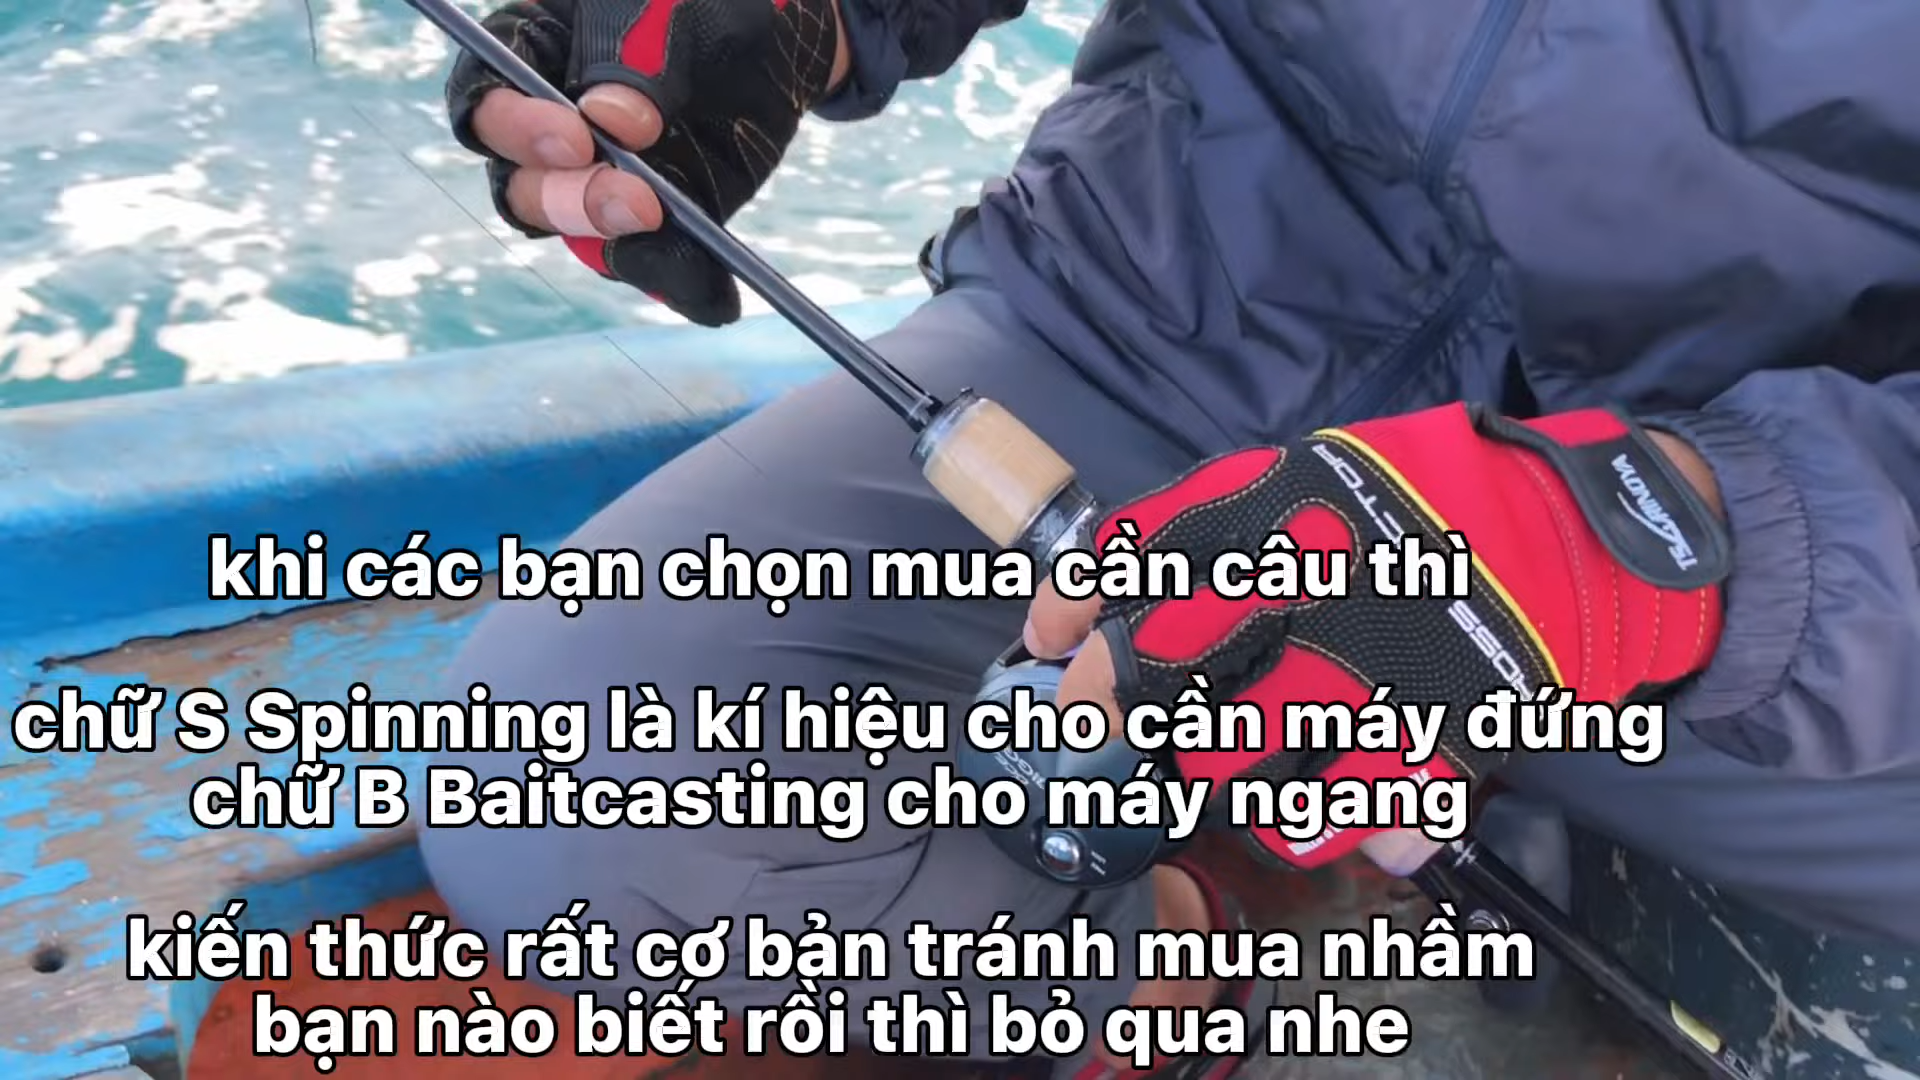 khi các bạn chọn mua cần câu thì
chữ S Spinning là kí hiệu cho cần máy đứng
chữ B Baitcasting cho máy ngang
kiến thức rất cơ bản tránh mua nhầm
bạn nào biết rồi thì bỏ qua nhe
TSURINOYA